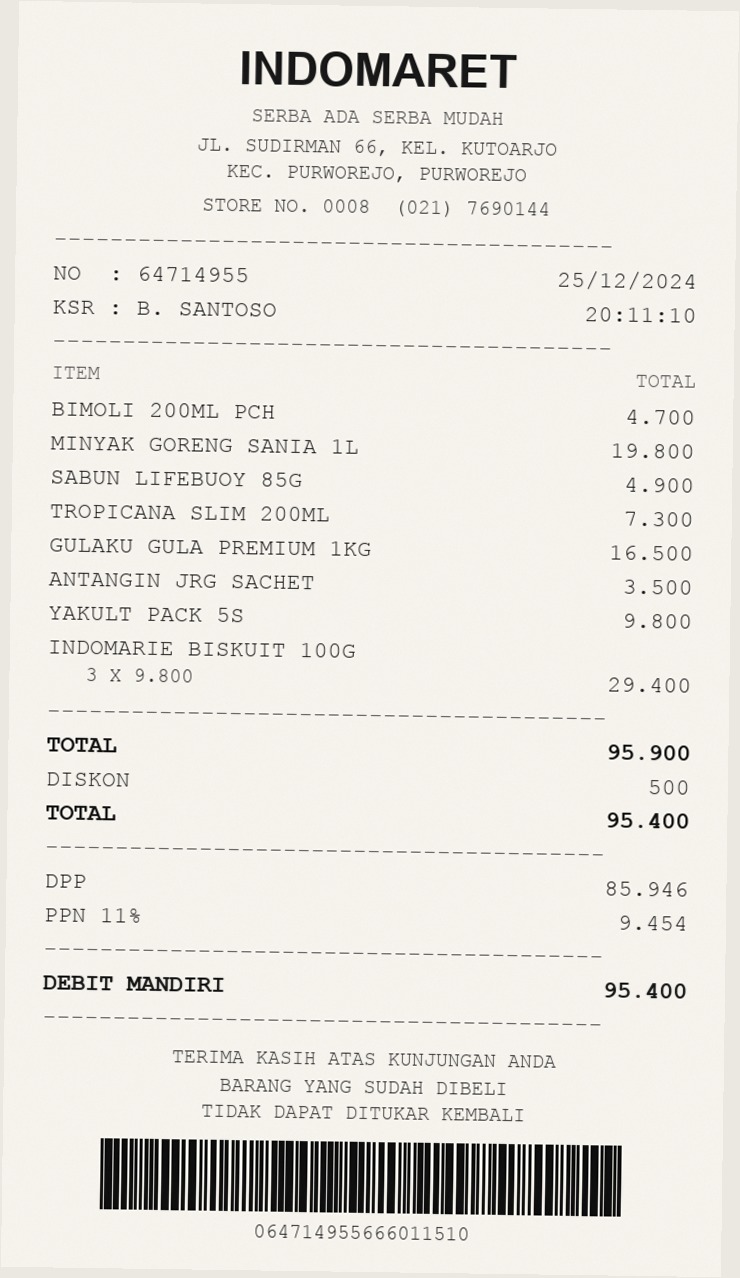 INDOMARET
SERBA ADA SERBA MUDAH
JL. SUDIRMAN 66, KEL. KUTOARJO
KEC. PURWOREJO, PURWOREJO
STORE NO. 0008 (021) 7690144
----------------------------------------
NO : 64714955 25/12/2024
KSR : B. SANTOSO 20:11:10
----------------------------------------
ITEM TOTAL
BIMOLI 200ML PCH 4.700
MINYAK GORENG SANIA 1L 19.800
SABUN LIFEBUOY 85G 4.900
TROPICANA SLIM 200ML 7.300
GULAKU GULA PREMIUM 1KG 16.500
ANTANGIN JRG SACHET 3.500
YAKULT PACK 5S 9.800
INDOMARIE BISKUIT 100G
3 X 9.800 29.400
----------------------------------------
TOTAL 95.900
DISKON 500
TOTAL 95.400
----------------------------------------
DPP 85.946
PPN 11% 9.454
----------------------------------------
DEBIT MANDIRI 95.400
----------------------------------------
TERIMA KASIH ATAS KUNJUNGAN ANDA
BARANG YANG SUDAH DIBELI
TIDAK DAPAT DITUKAR KEMBALI
064714955666011510